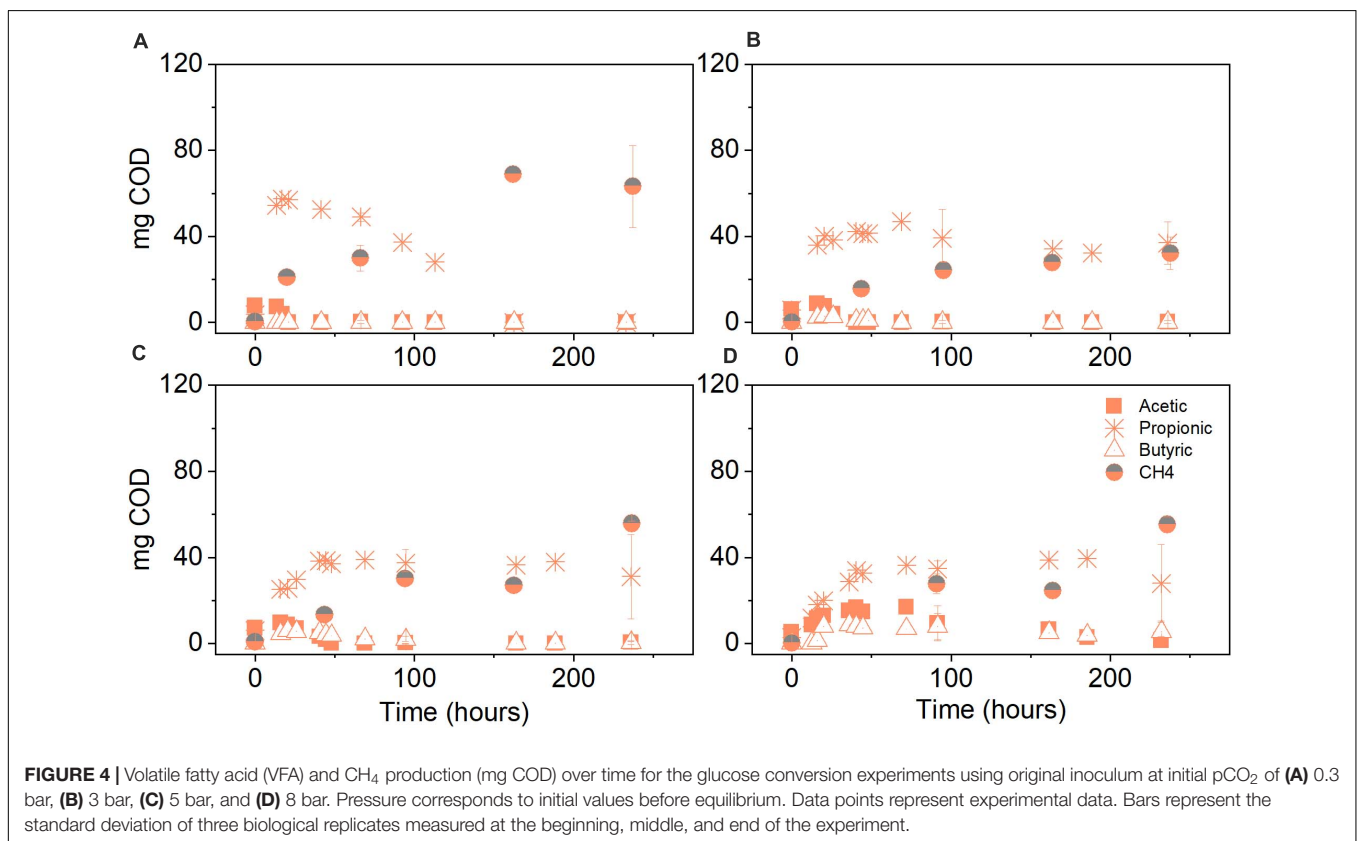 A
B
120
120
80
80
mg COD
40
40
0
0
0
100
200
0
100
200
C
D
120
120
Acetic
Propionic
Butyric
CH4
80
80
mg COD
40
40
0
0
0
100
200
0
100
200
Time (hours)
Time (hours)
FIGURE 4 | Volatile fatty acid (VFA) and CH₄ production (mg COD) over time for the glucose conversion experiments using original inoculum at initial pCO₂ of (A) 0.3
bar, (B) 3 bar, (C) 5 bar, and (D) 8 bar. Pressure corresponds to initial values before equilibrium. Data points represent experimental data. Bars represent the
standard deviation of three biological replicates measured at the beginning, middle, and end of the experiment.